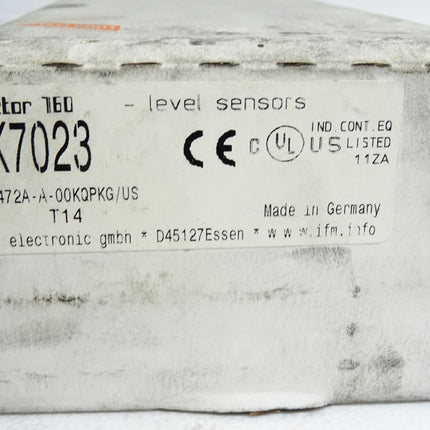 ctor 160 - level sensors
K7023
CE C UL US IND. CONT. EQ
LISTED
11ZA
472A-A-00KQPKG/US
T14
Made in Germany
electronic gmbh * D45127Essen * www.ifm.info